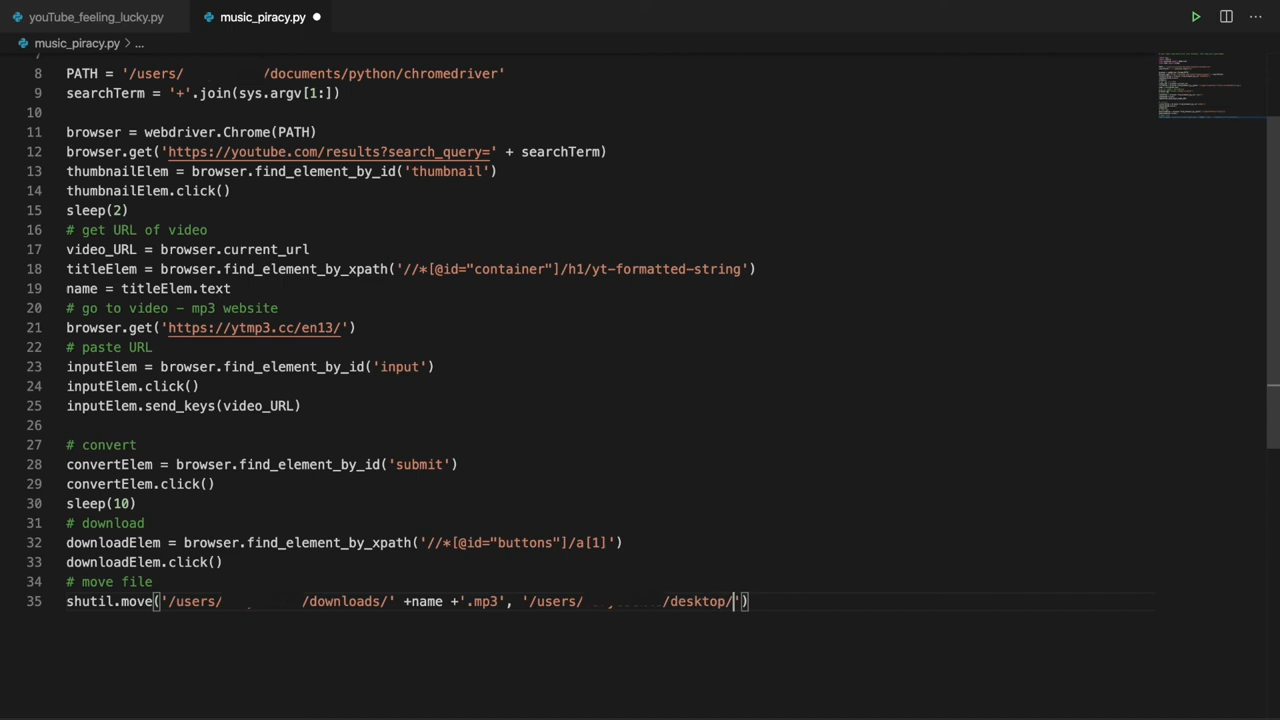 youTube_feeling_lucky.py music_piracy.py
music_piracy.py > ...
7
8 PATH = '/users/ /documents/python/chromedriver'
9 searchTerm = '+'.join(sys.argv[1:])
10
11 browser = webdriver.Chrome(PATH)
12 browser.get('https://youtube.com/results?search_query=' + searchTerm)
13 thumbnailElem = browser.find_element_by_id('thumbnail')
14 thumbnailElem.click()
15 sleep(2)
16 # get URL of video
17 video_URL = browser.current_url
18 titleElem = browser.find_element_by_xpath('//*[@id="container"]/h1/yt-formatted-string')
19 name = titleElem.text
20 # go to video - mp3 website
21 browser.get('https://ytmp3.cc/en13/')
22 # paste URL
23 inputElem = browser.find_element_by_id('input')
24 inputElem.click()
25 inputElem.send_keys(video_URL)
26
27 # convert
28 convertElem = browser.find_element_by_id('submit')
29 convertElem.click()
30 sleep(10)
31 # download
32 downloadElem = browser.find_element_by_xpath('//*[@id="buttons"]/a[1]')
33 downloadElem.click()
34 # move file
35 shutil.move('/users/ /downloads/' +name +'.mp3', '/users/ /desktop/')